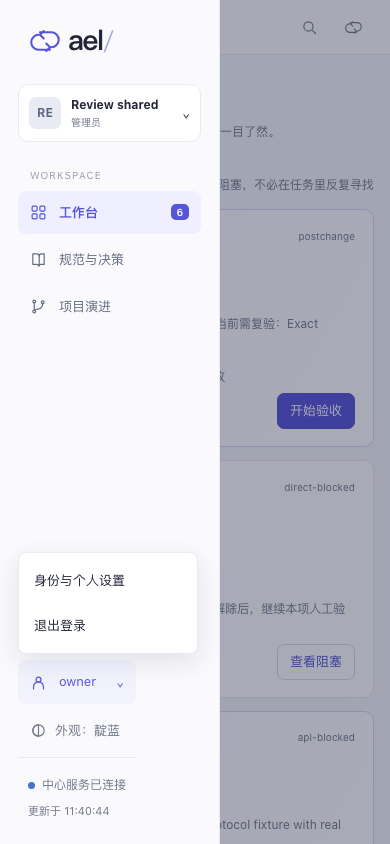 ael/
RE
Review shared
管理员
WORKSPACE
工作台
6
规范与决策
项目演进
身份与个人设置
退出登录
owner
外观：靛蓝
中心服务已连接
更新于 11:40:44
一目了然。
阻塞，不必在任务里反复寻找
postchange
当前需复验：Exact
开始验收
direct-blocked
解除后，继续本项人工验
查看阻塞
api-blocked
otocol fixture with real